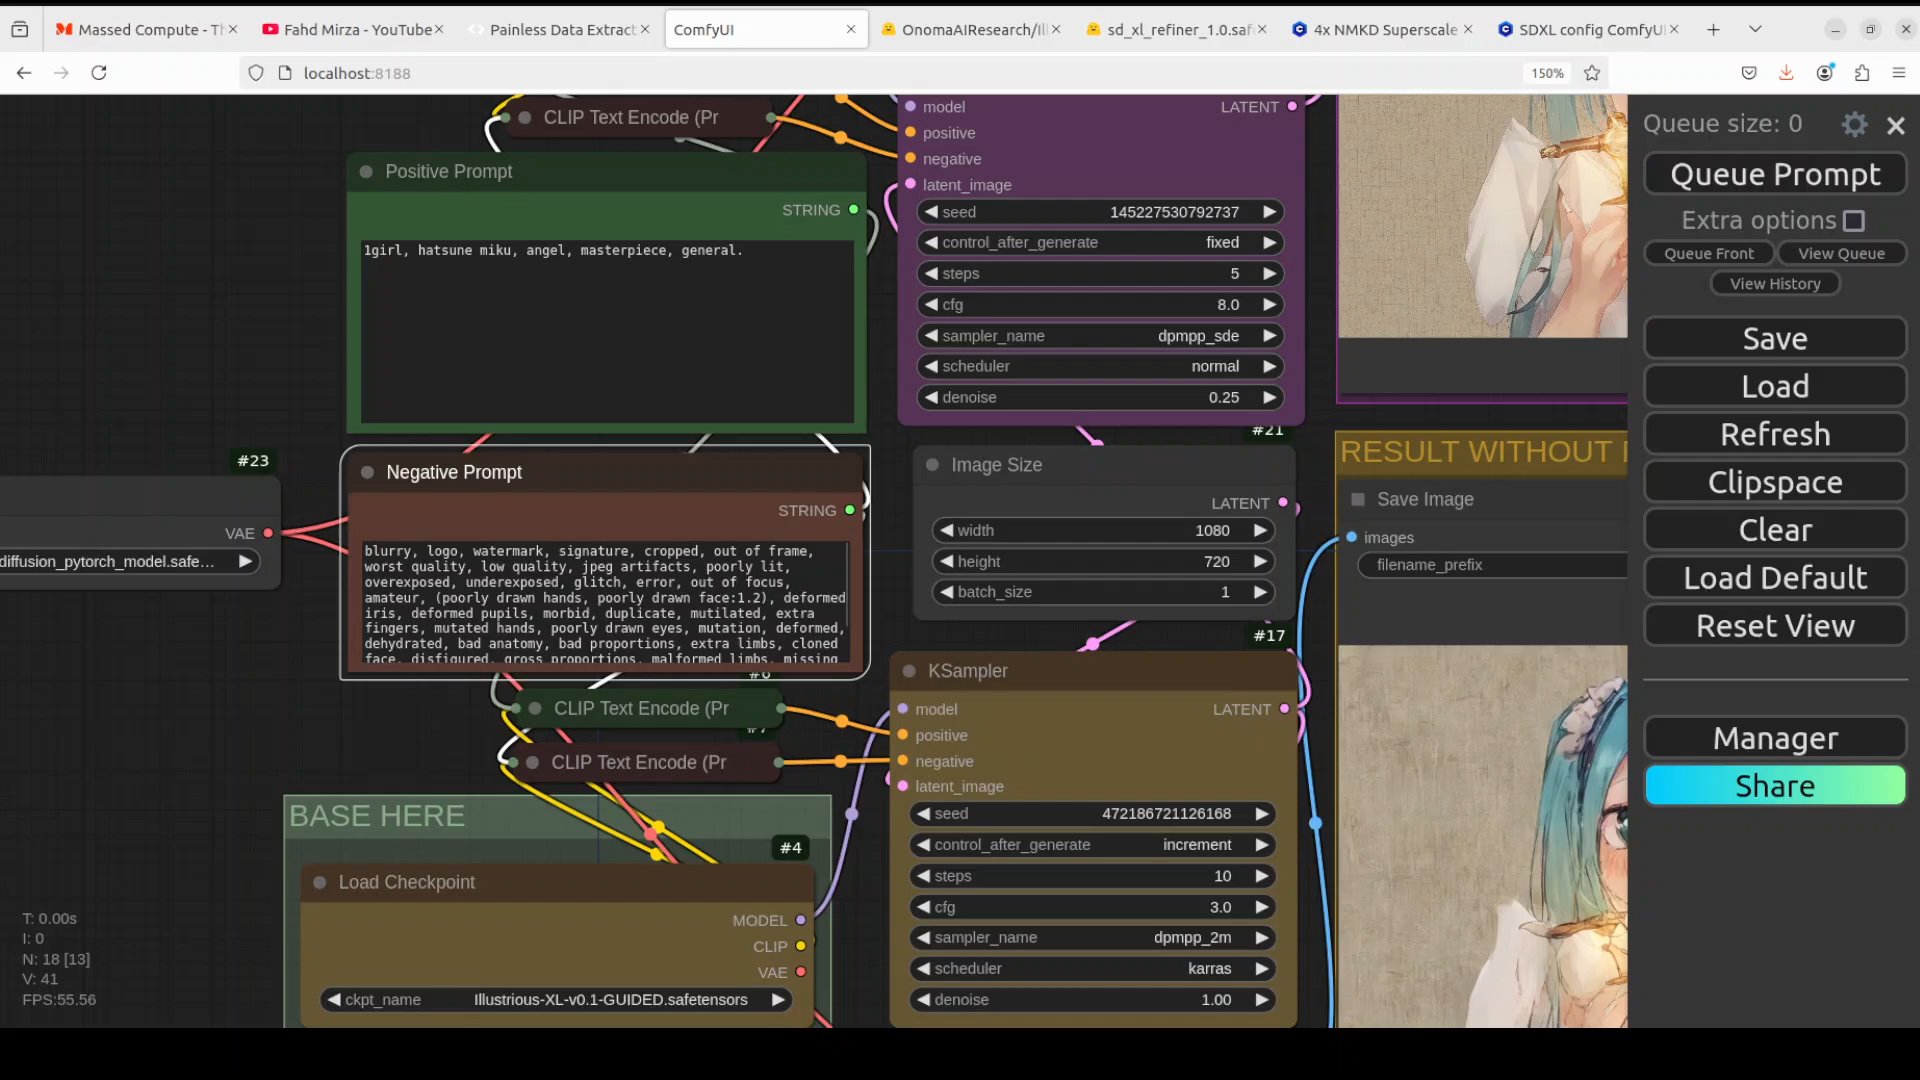 Massed Compute - Th
Fahd Mirza - YouTube
Painless Data Extract
ComfyUI
OnomaAIResearch/Ill
sd_xl_refiner_1.0.saf
4x NMKD Superscale
SDXL config ComfyUI
localhost:8188
150%
CLIP Text Encode (Pr
Positive Prompt
STRING
1girl, hatsune miku, angel, masterpiece, general.
model
LATENT
positive
negative
latent_image
seed 145227530792737
control_after_generate fixed
steps 5
cfg 8.0
sampler_name dpmpp_sde
scheduler normal
denoise 0.25
#23
VAE
diffusion_pytorch_model.safe...
Negative Prompt
STRING
blurry, logo, watermark, signature, cropped, out of frame,
worst quality, low quality, jpeg artifacts, poorly lit,
overexposed, underexposed, glitch, error, out of focus,
amateur, (poorly drawn hands, poorly drawn face:1.2), deformed
iris, deformed pupils, morbid, duplicate, mutilated, extra
fingers, mutated hands, poorly drawn eyes, mutation, deformed,
dehydrated, bad anatomy, bad proportions, extra limbs, cloned
face, disfigured, gross proportions, malformed limbs, missing
#21
Image Size
LATENT
width 1080
height 720
batch_size 1
#6
CLIP Text Encode (Pr
#7
CLIP Text Encode (Pr
#17
KSampler
model
LATENT
positive
negative
latent_image
seed 472186721126168
control_after_generate increment
steps 10
cfg 3.0
sampler_name dpmpp_2m
scheduler karras
denoise 1.00
BASE HERE
#4
Load Checkpoint
MODEL
CLIP
VAE
ckpt_name Illustrious-XL-v0.1-GUIDED.safetensors
RESULT WITHOUT
Save Image
images
filename_prefix
T: 0.00s
I: 0
N: 18 [13]
V: 41
FPS:55.56
Queue size: 0
Queue Prompt
Extra options
Queue Front
View Queue
View History
Save
Load
Refresh
Clipspace
Clear
Load Default
Reset View
Manager
Share